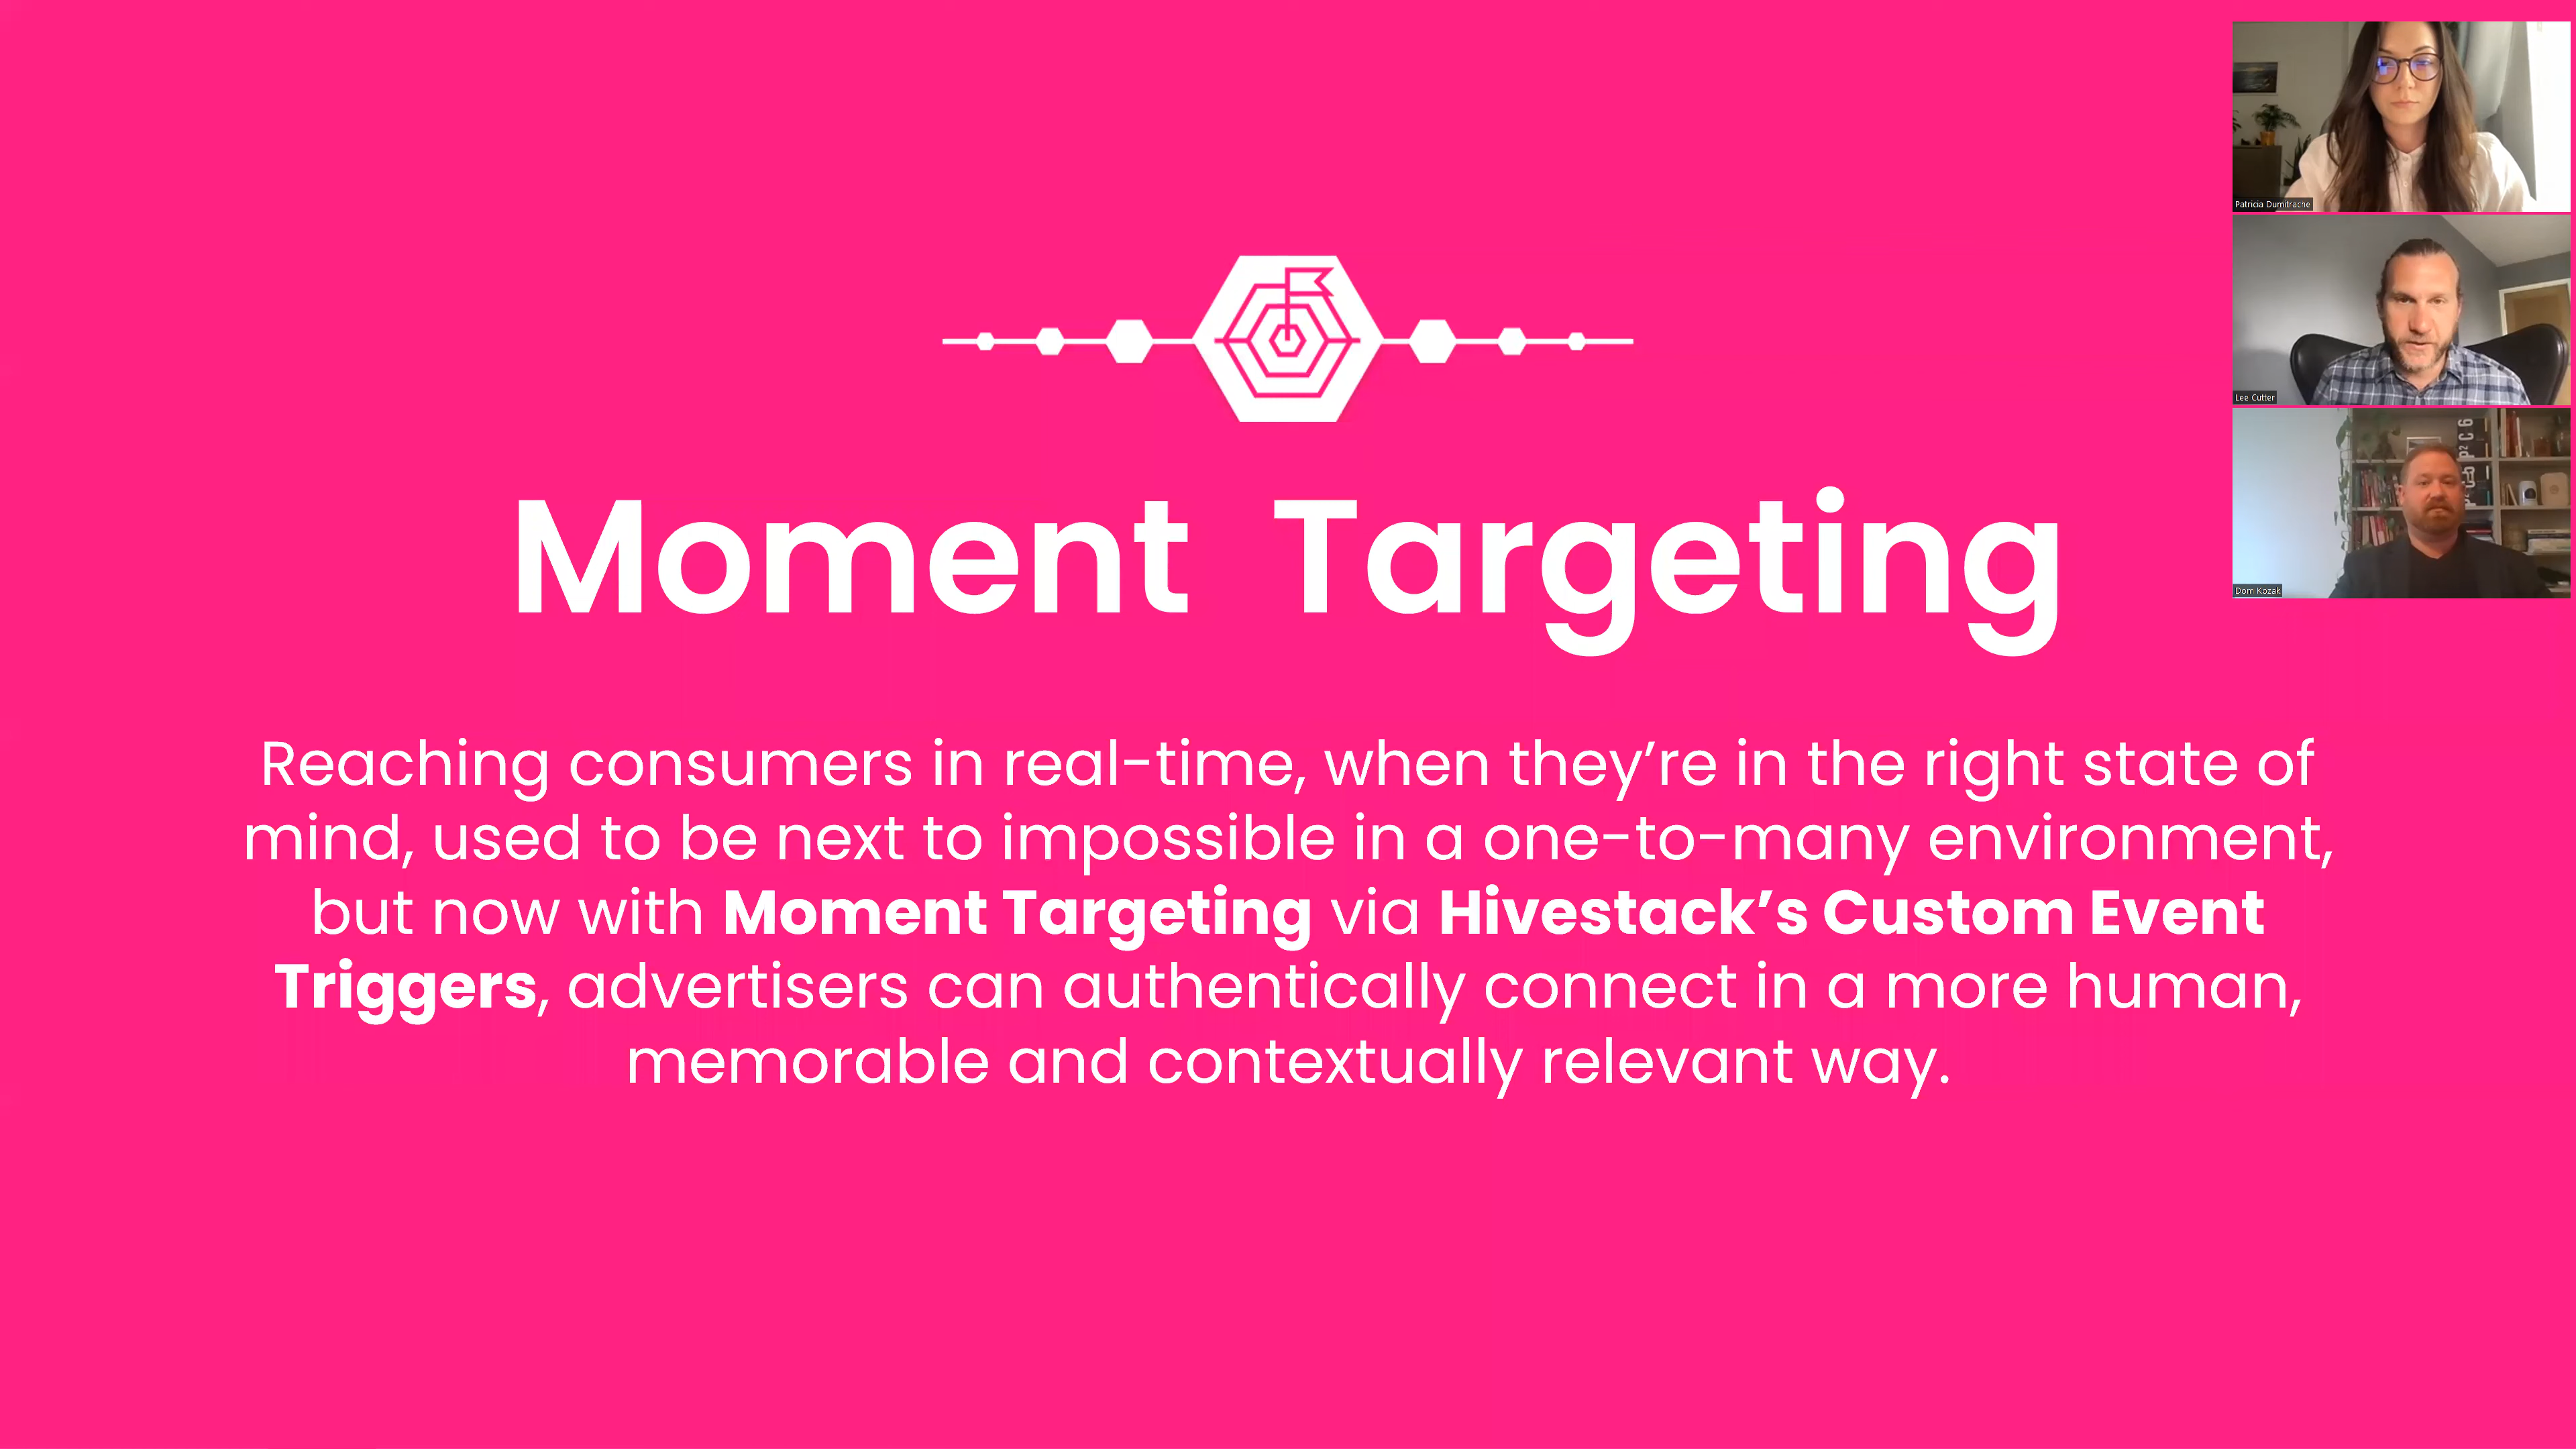 Moment Targeting
Reaching consumers in real-time, when they’re in the right state of
mind, used to be next to impossible in a one-to-many environment,
but now with Moment Targeting via Hivestack’s Custom Event
Triggers, advertisers can authentically connect in a more human,
memorable and contextually relevant way.
Patricia Dumitrache
Lee Cutter
Dom Kozak